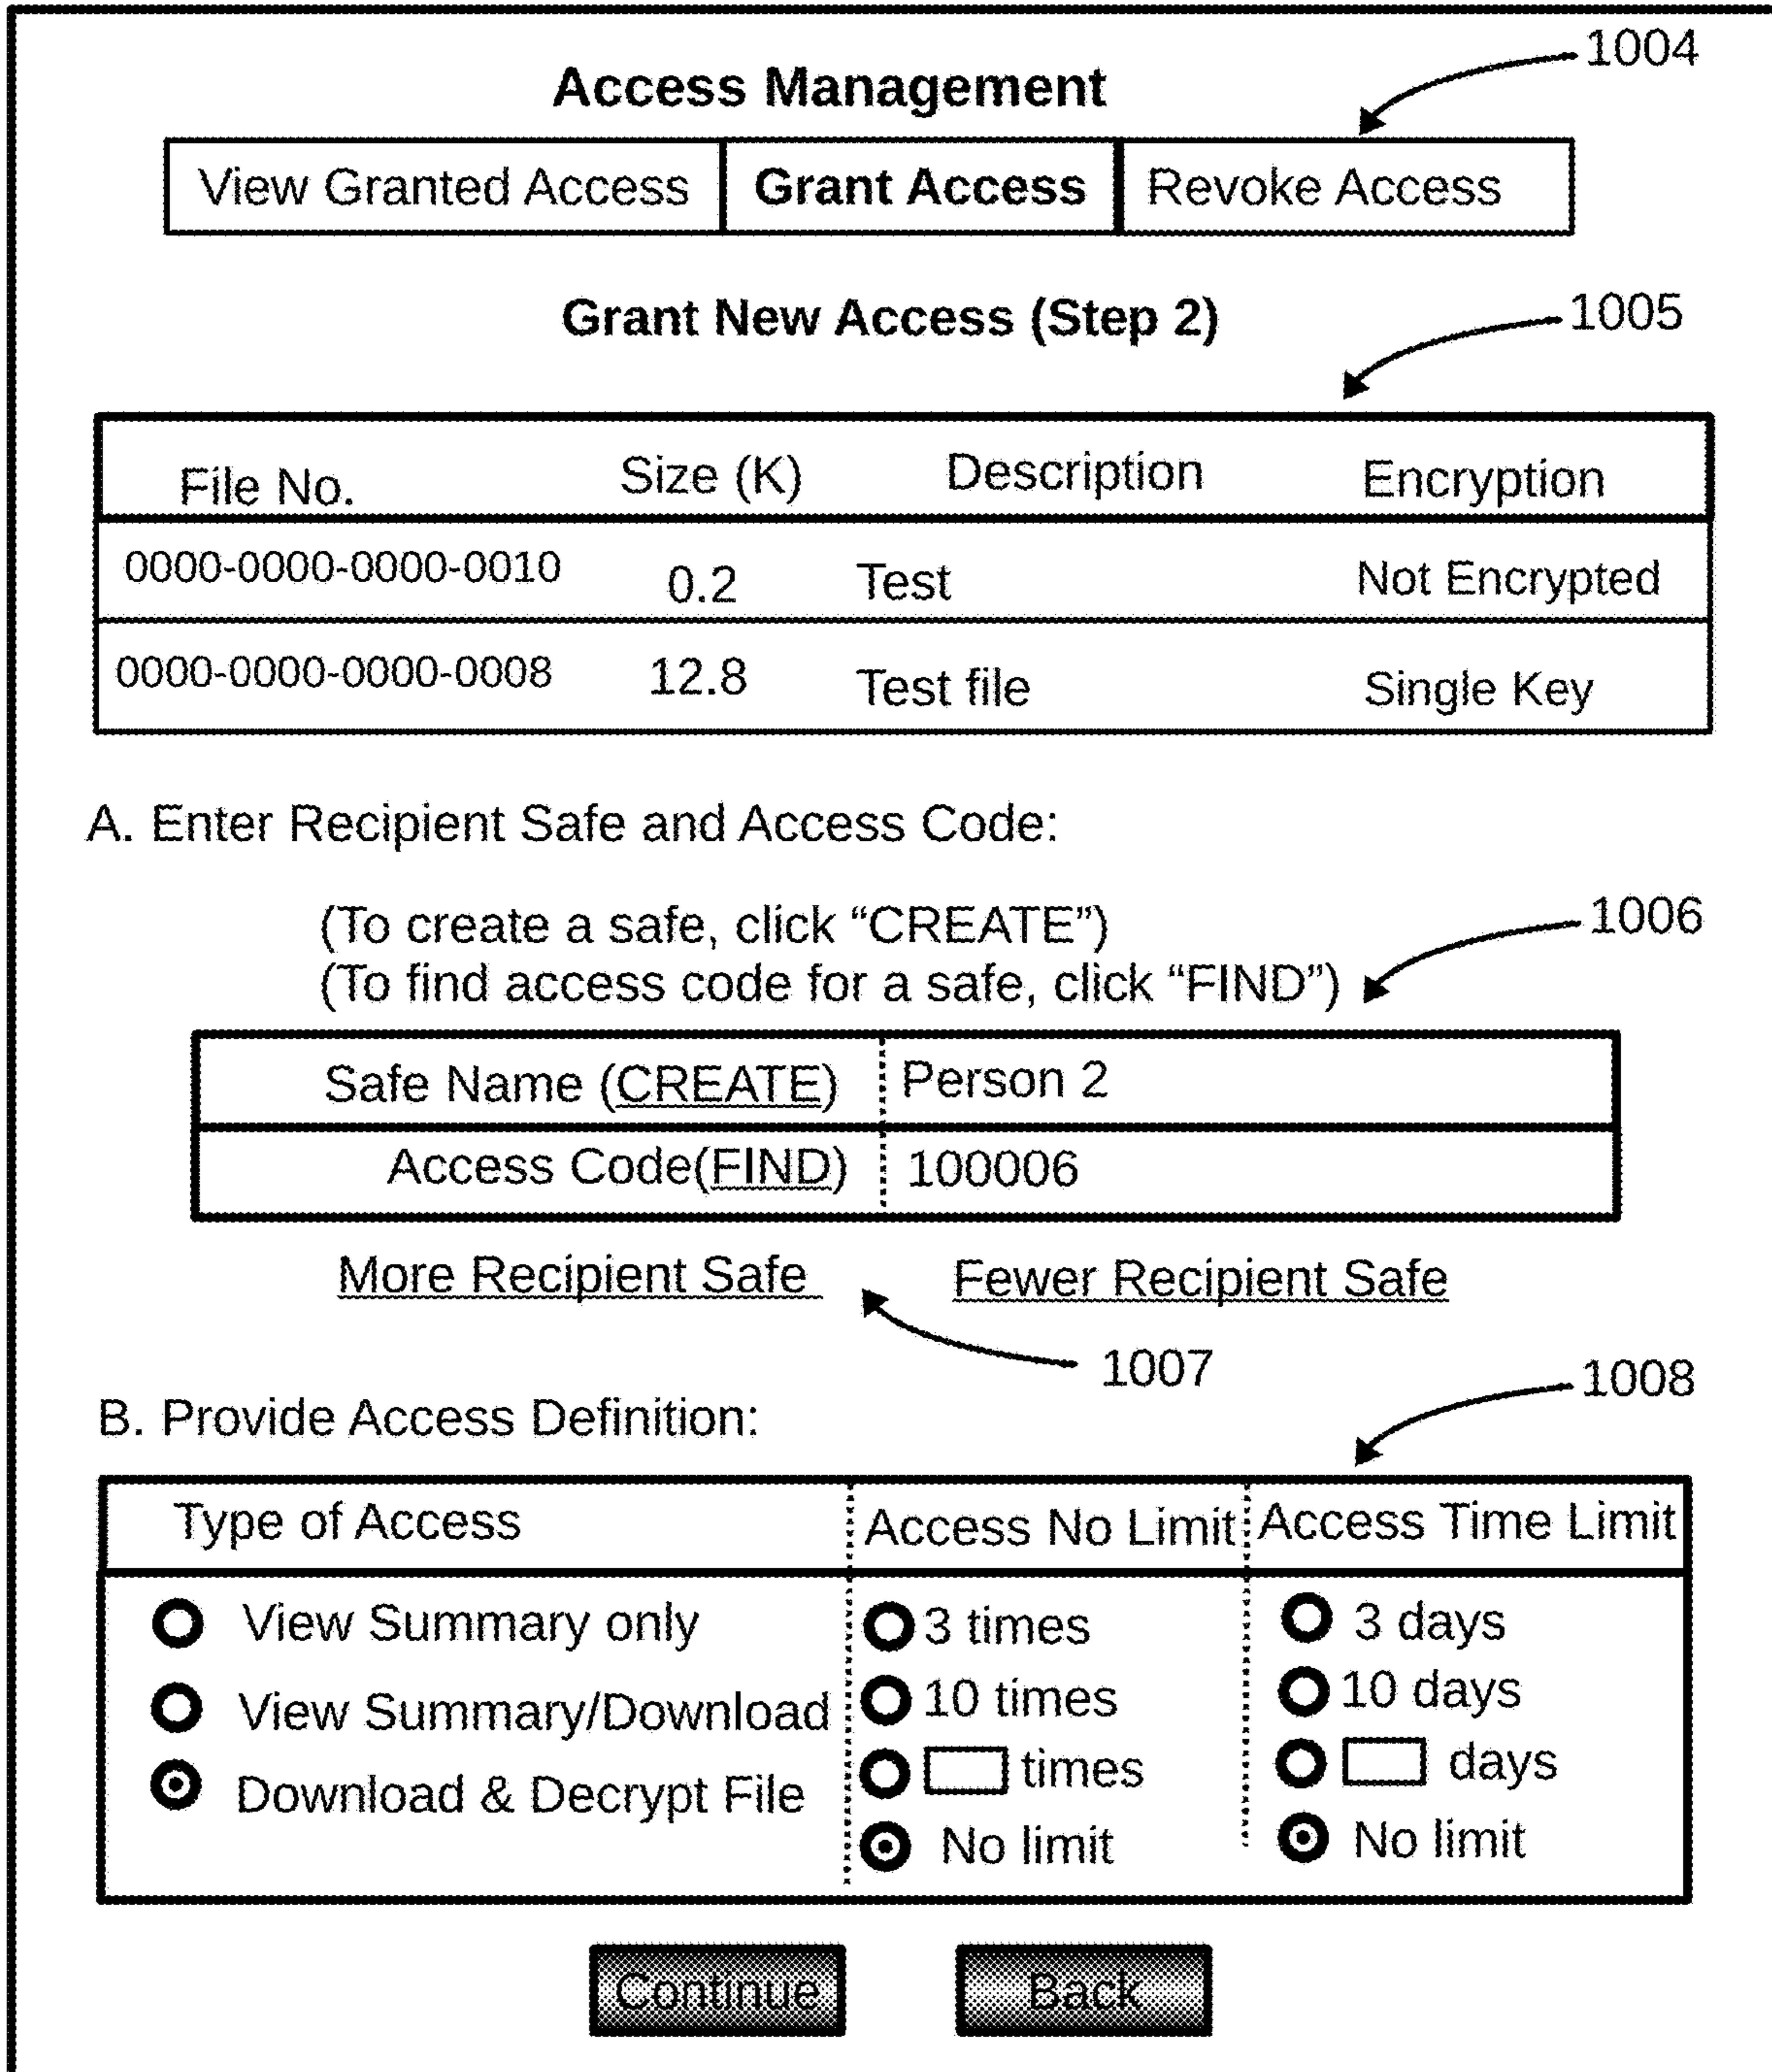 1004
Access Management
View Granted Access Grant Access Revoke Access
Grant New Access (Step 2)
1005
File No. Size (K) Description Encryption
0000-0000-0000-0010 0.2 Test Not Encrypted
0000-0000-0000-0008 12.8 Test file Single Key
A. Enter Recipient Safe and Access Code:
(To create a safe, click “CREATE”)
1006
(To find access code for a safe, click “FIND”)
Safe Name (CREATE) Person 2
Access Code(FIND) 100006
More Recipient Safe Fewer Recipient Safe
1007
1008
B. Provide Access Definition:
Type of Access Access No Limit Access Time Limit
View Summary only 3 times 3 days
View Summary/Download 10 times 10 days
Download & Decrypt File times days
No limit No limit
Continue Back